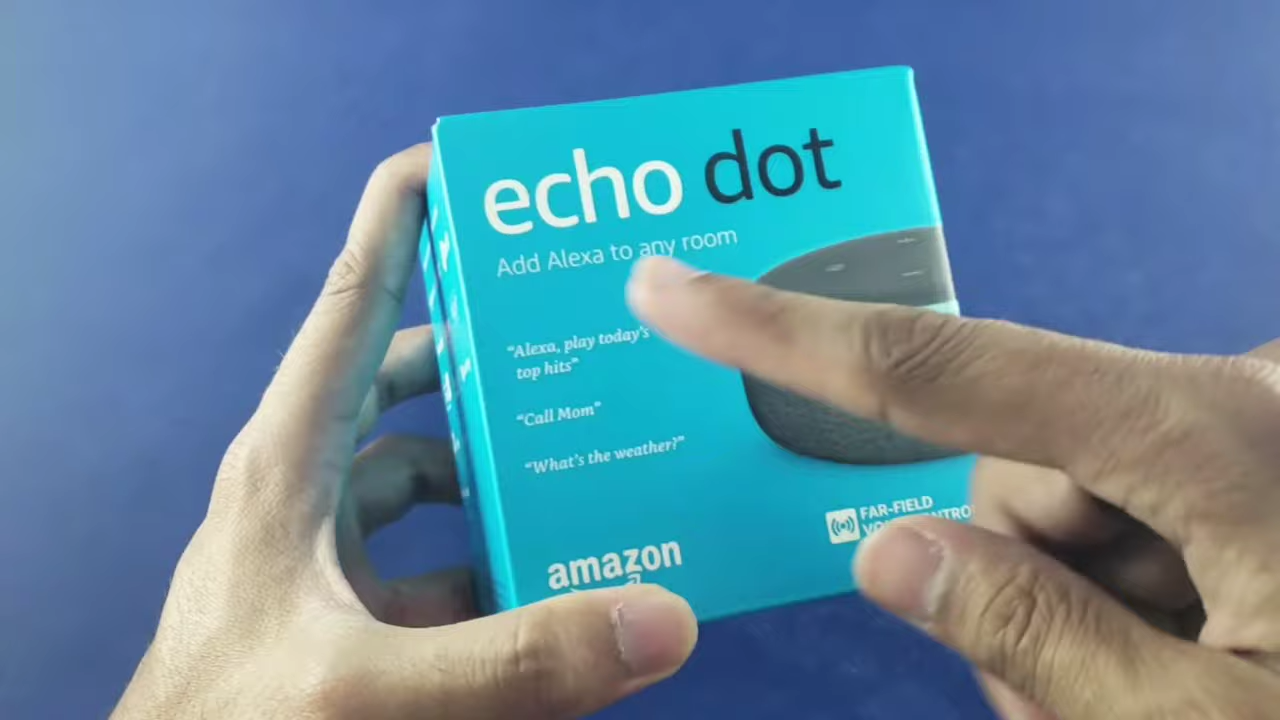 echo dot
Add Alexa to any room
“Alexa, play today's
top hits”
“Call Mom”
“What's the weather?”
FAR-FIELD
amazon